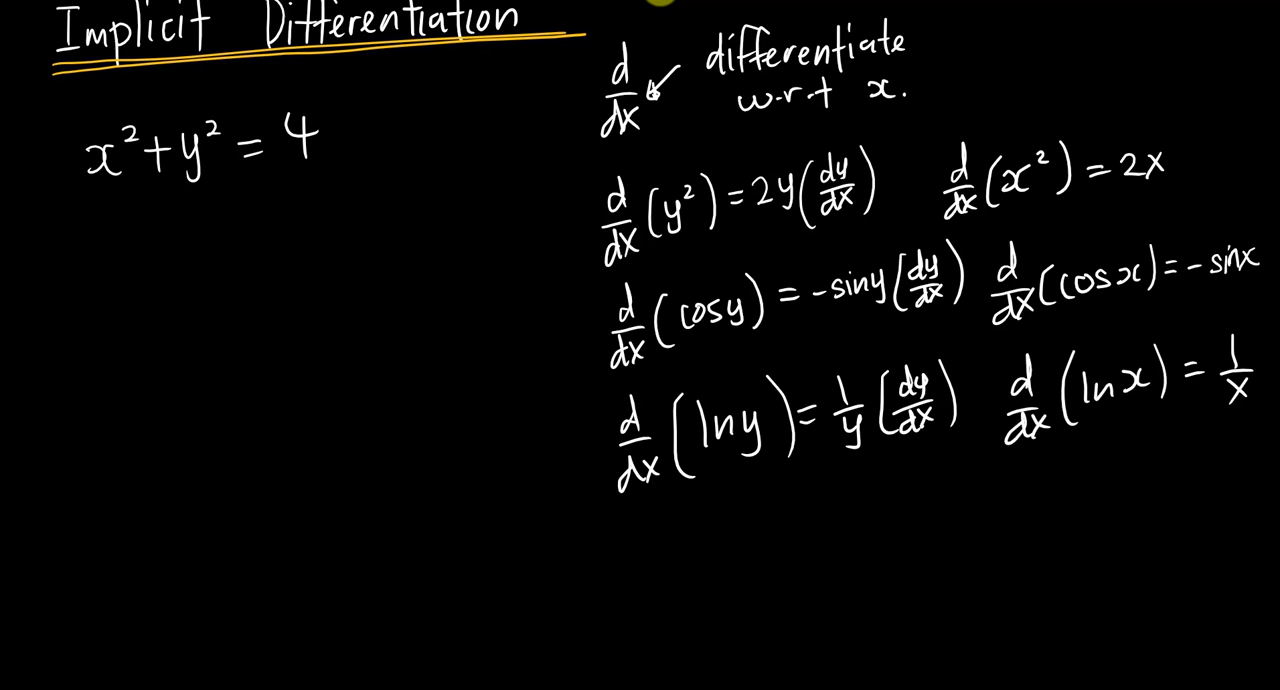 Implicit Differentiation
x² + y² = 4
d/dx differentiate
w.r.t x.
d/dx (y²) = 2y (dy/dx) d/dx (x²) = 2x
d/dx (cosy) = -siny (dy/dx) d/dx (cosx) = -sinx
d/dx (lny) = 1/y (dy/dx) d/dx (lnx) = 1/x